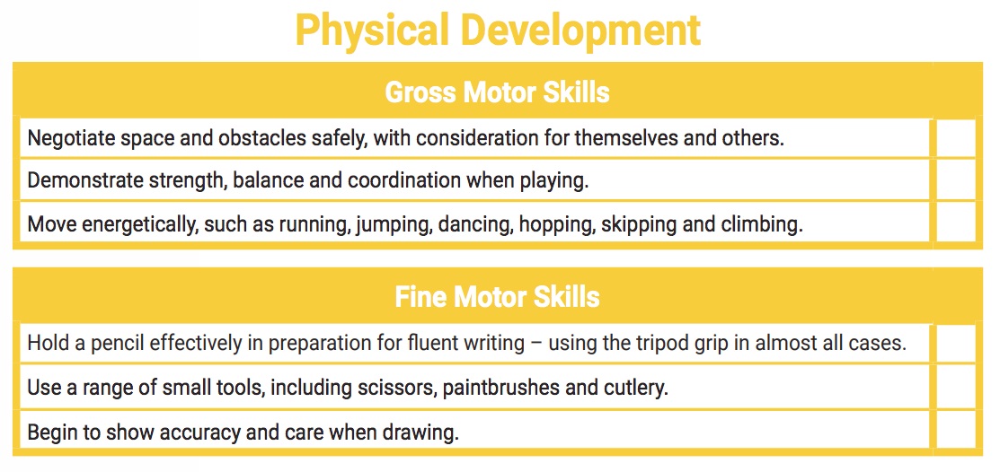 Physical Development
Gross Motor Skills
Negotiate space and obstacles safely, with consideration for themselves and others.
Demonstrate strength, balance and coordination when playing.
Move energetically, such as running, jumping, dancing, hopping, skipping and climbing.
Fine Motor Skills
Hold a pencil effectively in preparation for fluent writing – using the tripod grip in almost all cases.
Use a range of small tools, including scissors, paintbrushes and cutlery.
Begin to show accuracy and care when drawing.